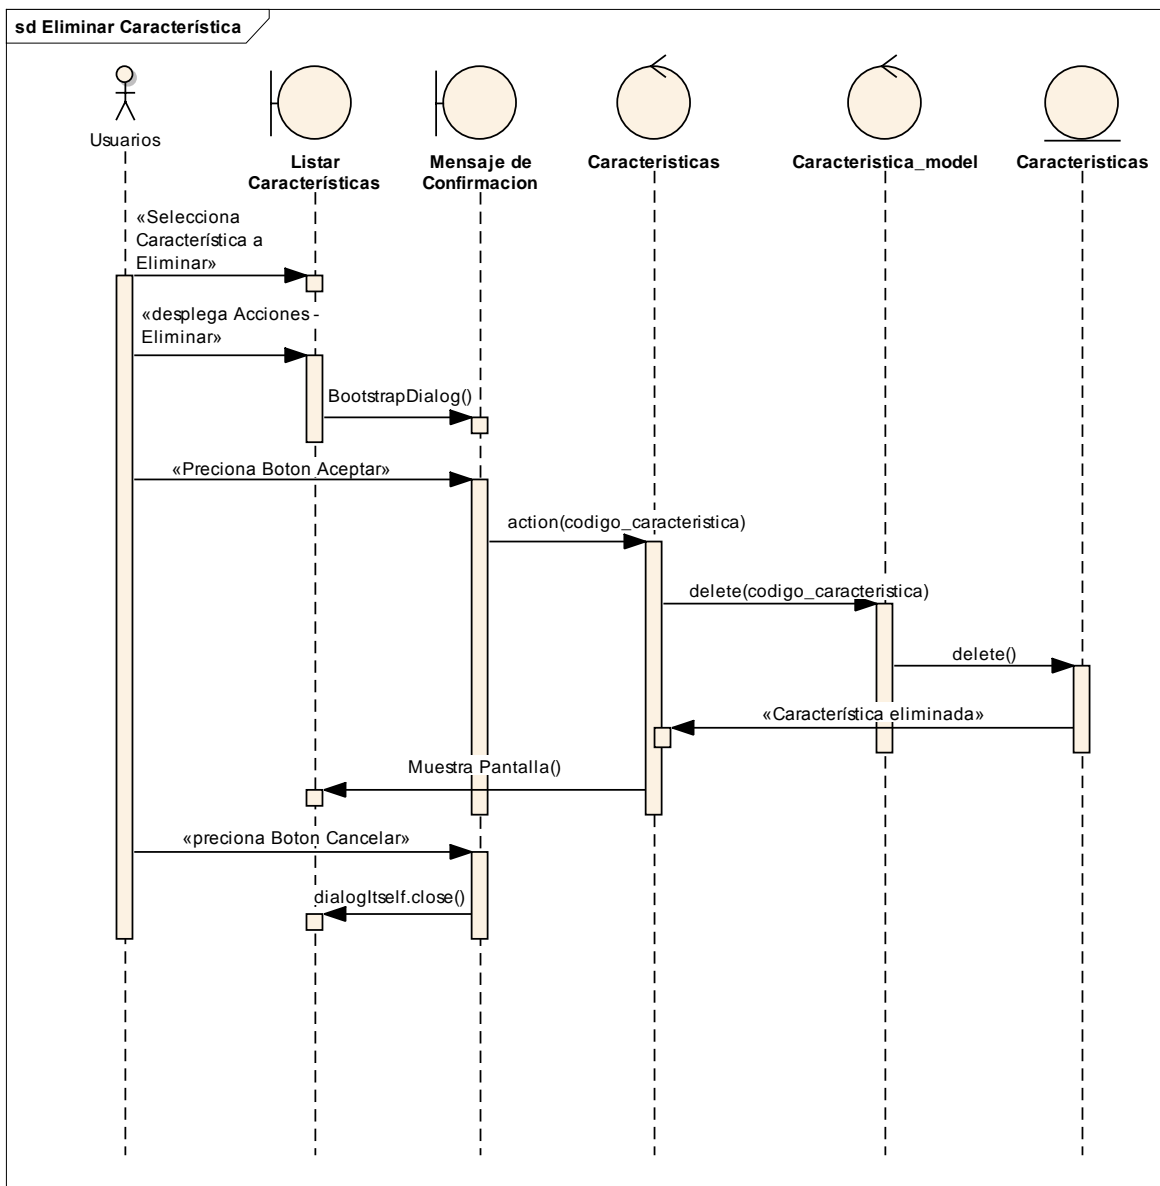 sd Eliminar Característica
Usuarios
Listar
Características
Mensaje de
Confirmacion
Caracteristicas
Caracteristica_model
Caracteristicas
«Selecciona
Característica a
Eliminar»
«desplega Acciones -
Eliminar»
BootstrapDialog()
«Preciona Boton Aceptar»
action(codigo_caracteristica)
delete(codigo_caracteristica)
delete()
«Característica eliminada»
Muestra Pantalla()
«preciona Boton Cancelar»
dialogItself.close()